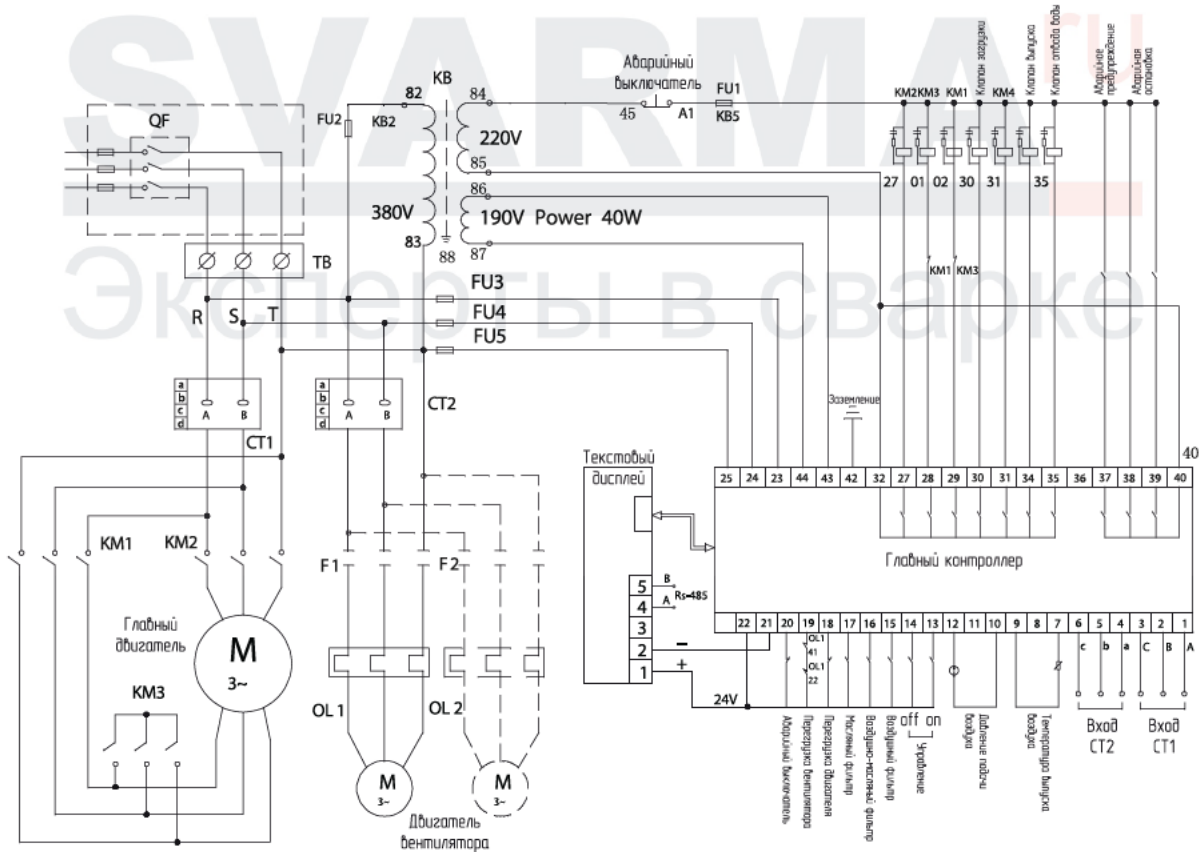 SVARMA.ru
Эксперты в сварке
QF
TB
R
S
T
a
b
c
d
A
B
CT1
KM1
KM2
Главный
двигатель
M
3~
KM3
FU2
82
KB2
KB
84
220V
85
86
380V
190V Power 40W
83
88
87
FU3
FU4
FU5
a
b
c
d
A
B
CT2
F1
F2
OL 1
OL 2
M
3~
M
3~
Двигатель
вентилятора
Аварийный
выключатель
45
A1
FU1
KB5
KM2
KM3
KM1
Клапан загрузки
KM4
Клапан выпуска
Клапан отвода воды
Аварийное
предупреждение
Аварийная
остановка
27
01
02
30
31
35
KM1
KM3
Заземление
40
Текстовый
дисплей
5
4
3
2
1
B
A
Rs-485
–
+
24V
25 24 23 44 43 42 32 27 28 29 30 31 34 35 36 37 38 39 40
Главный контроллер
22 21 20 19 18 17 16 15 14 13 12 11 10 9 8 7 6 5 4 3 2 1
OL1
41
OL1
22
Аварийный выключатель
Перегрузка вентилятора
Перегрузка двигателя
Масляный фильтр
Воздушно-масляный фильтр
Воздушный фильтр
off on
Управление
Давление подачи
воздуха
Температура выпуска
воздуха
c b a C B A
Вход
CT2
Вход
CT1